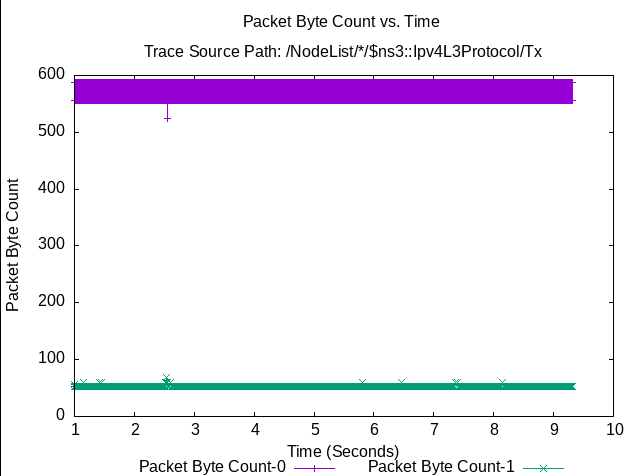 Packet Byte Count vs. Time
Trace Source Path: /NodeList/*/$ns3::Ipv4L3Protocol/Tx
600
500
400
300
200
100
0
Packet Byte Count
1 2 3 4 5 6 7 8 9 10
Time (Seconds)
Packet Byte Count-0 Packet Byte Count-1